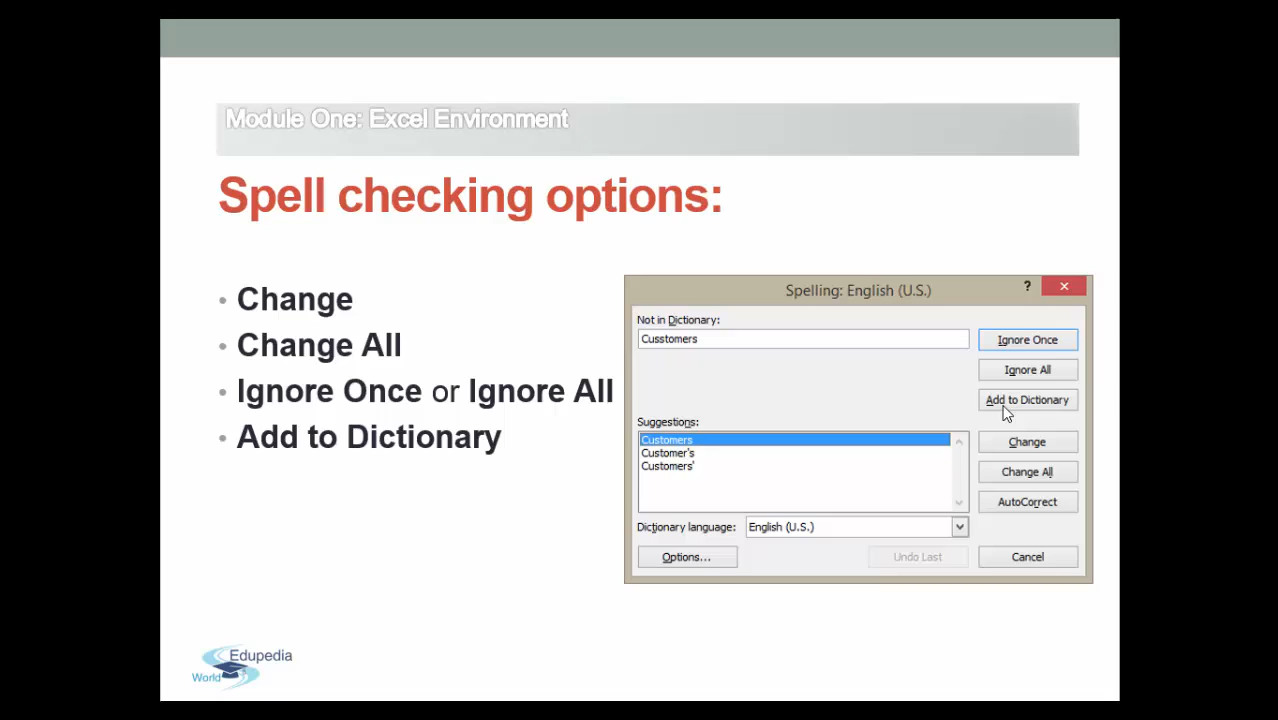 Module One: Excel Environment
Spell checking options:
• Change
• Change All
• Ignore Once or Ignore All
• Add to Dictionary
Spelling: English (U.S.)
?
Not in Dictionary:
Cusstomers
Ignore Once
Ignore All
Add to Dictionary
Suggestions:
Customers
Customer's
Customers'
Change
Change All
AutoCorrect
Dictionary language:
English (U.S.)
Options...
Undo Last
Cancel
Edupedia
World